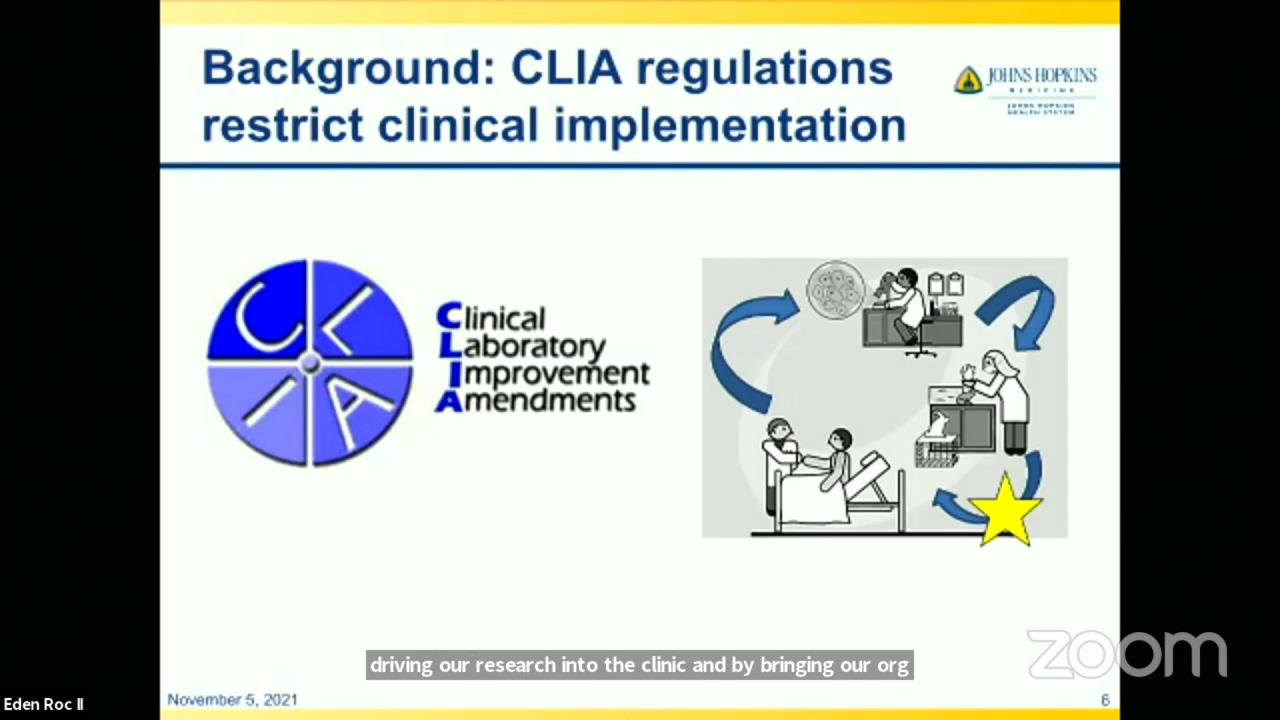 Background: CLIA regulations
restrict clinical implementation
JOHNS HOPKINS
MEDICINE
JOHNS HOPKINS
HEALTH SYSTEM
C L
I A
Clinical
Laboratory
Improvement
Amendments
driving our research into the clinic and by bringing our org
zoom
Eden Roc II
November 5, 2021
6